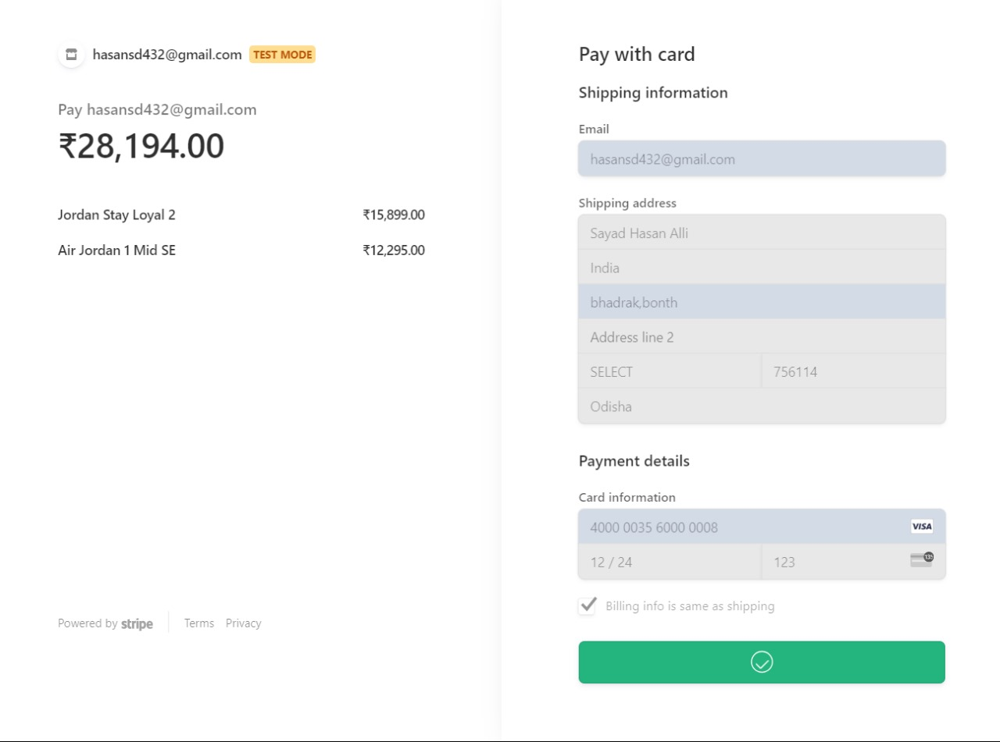 hasansd432@gmail.com TEST MODE
Pay hasansd432@gmail.com
₹28,194.00
Jordan Stay Loyal 2 ₹15,899.00
Air Jordan 1 Mid SE ₹12,295.00
Powered by stripe Terms Privacy
Pay with card
Shipping information
Email
hasansd432@gmail.com
Shipping address
Sayad Hasan Alli
India
bhadrak,bonth
Address line 2
SELECT 756114
Odisha
Payment details
Card information
4000 0035 6000 0008 VISA
12 / 24 123 135
Billing info is same as shipping